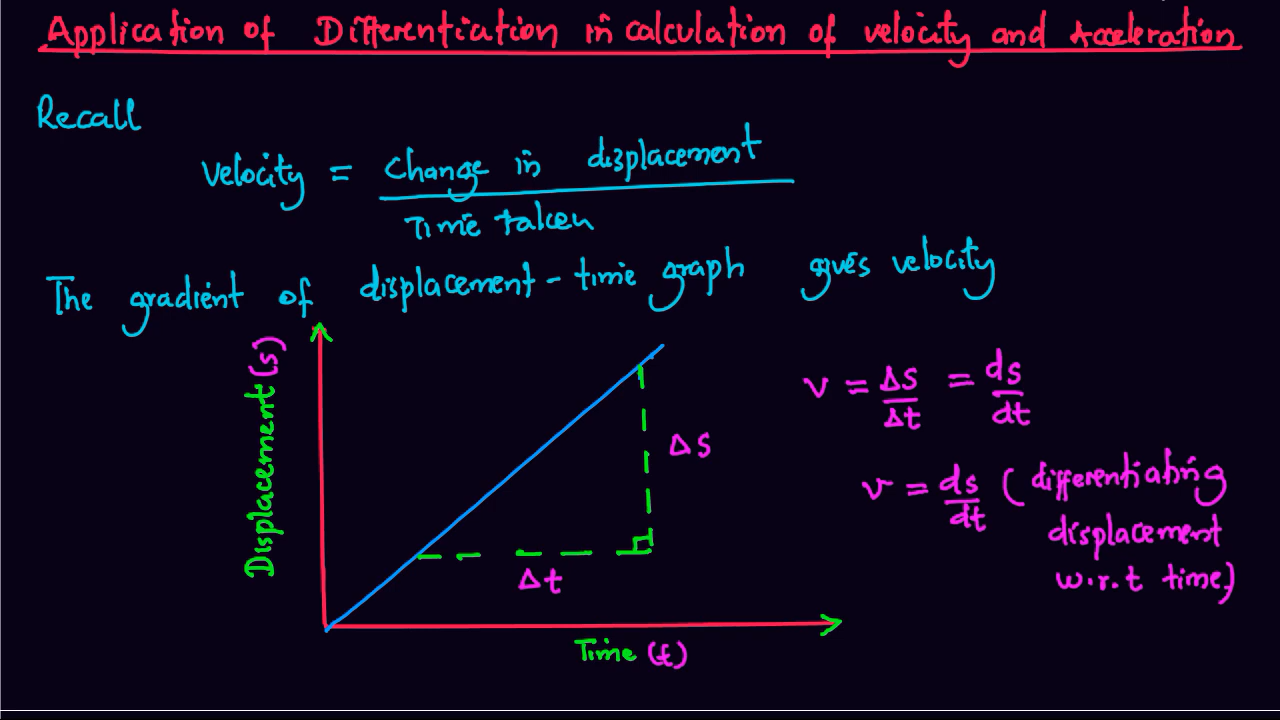 Application of Differentiation in calculation of velocity and Acceleration
Recall
Velocity = Change in displacement
Time taken
The gradient of displacement-time graph gives velocity
Displacement (s)
Δs
Δt
Time (t)
v = Δs/Δt = ds/dt
v = ds/dt (differentiating
displacement
w.r.t time)